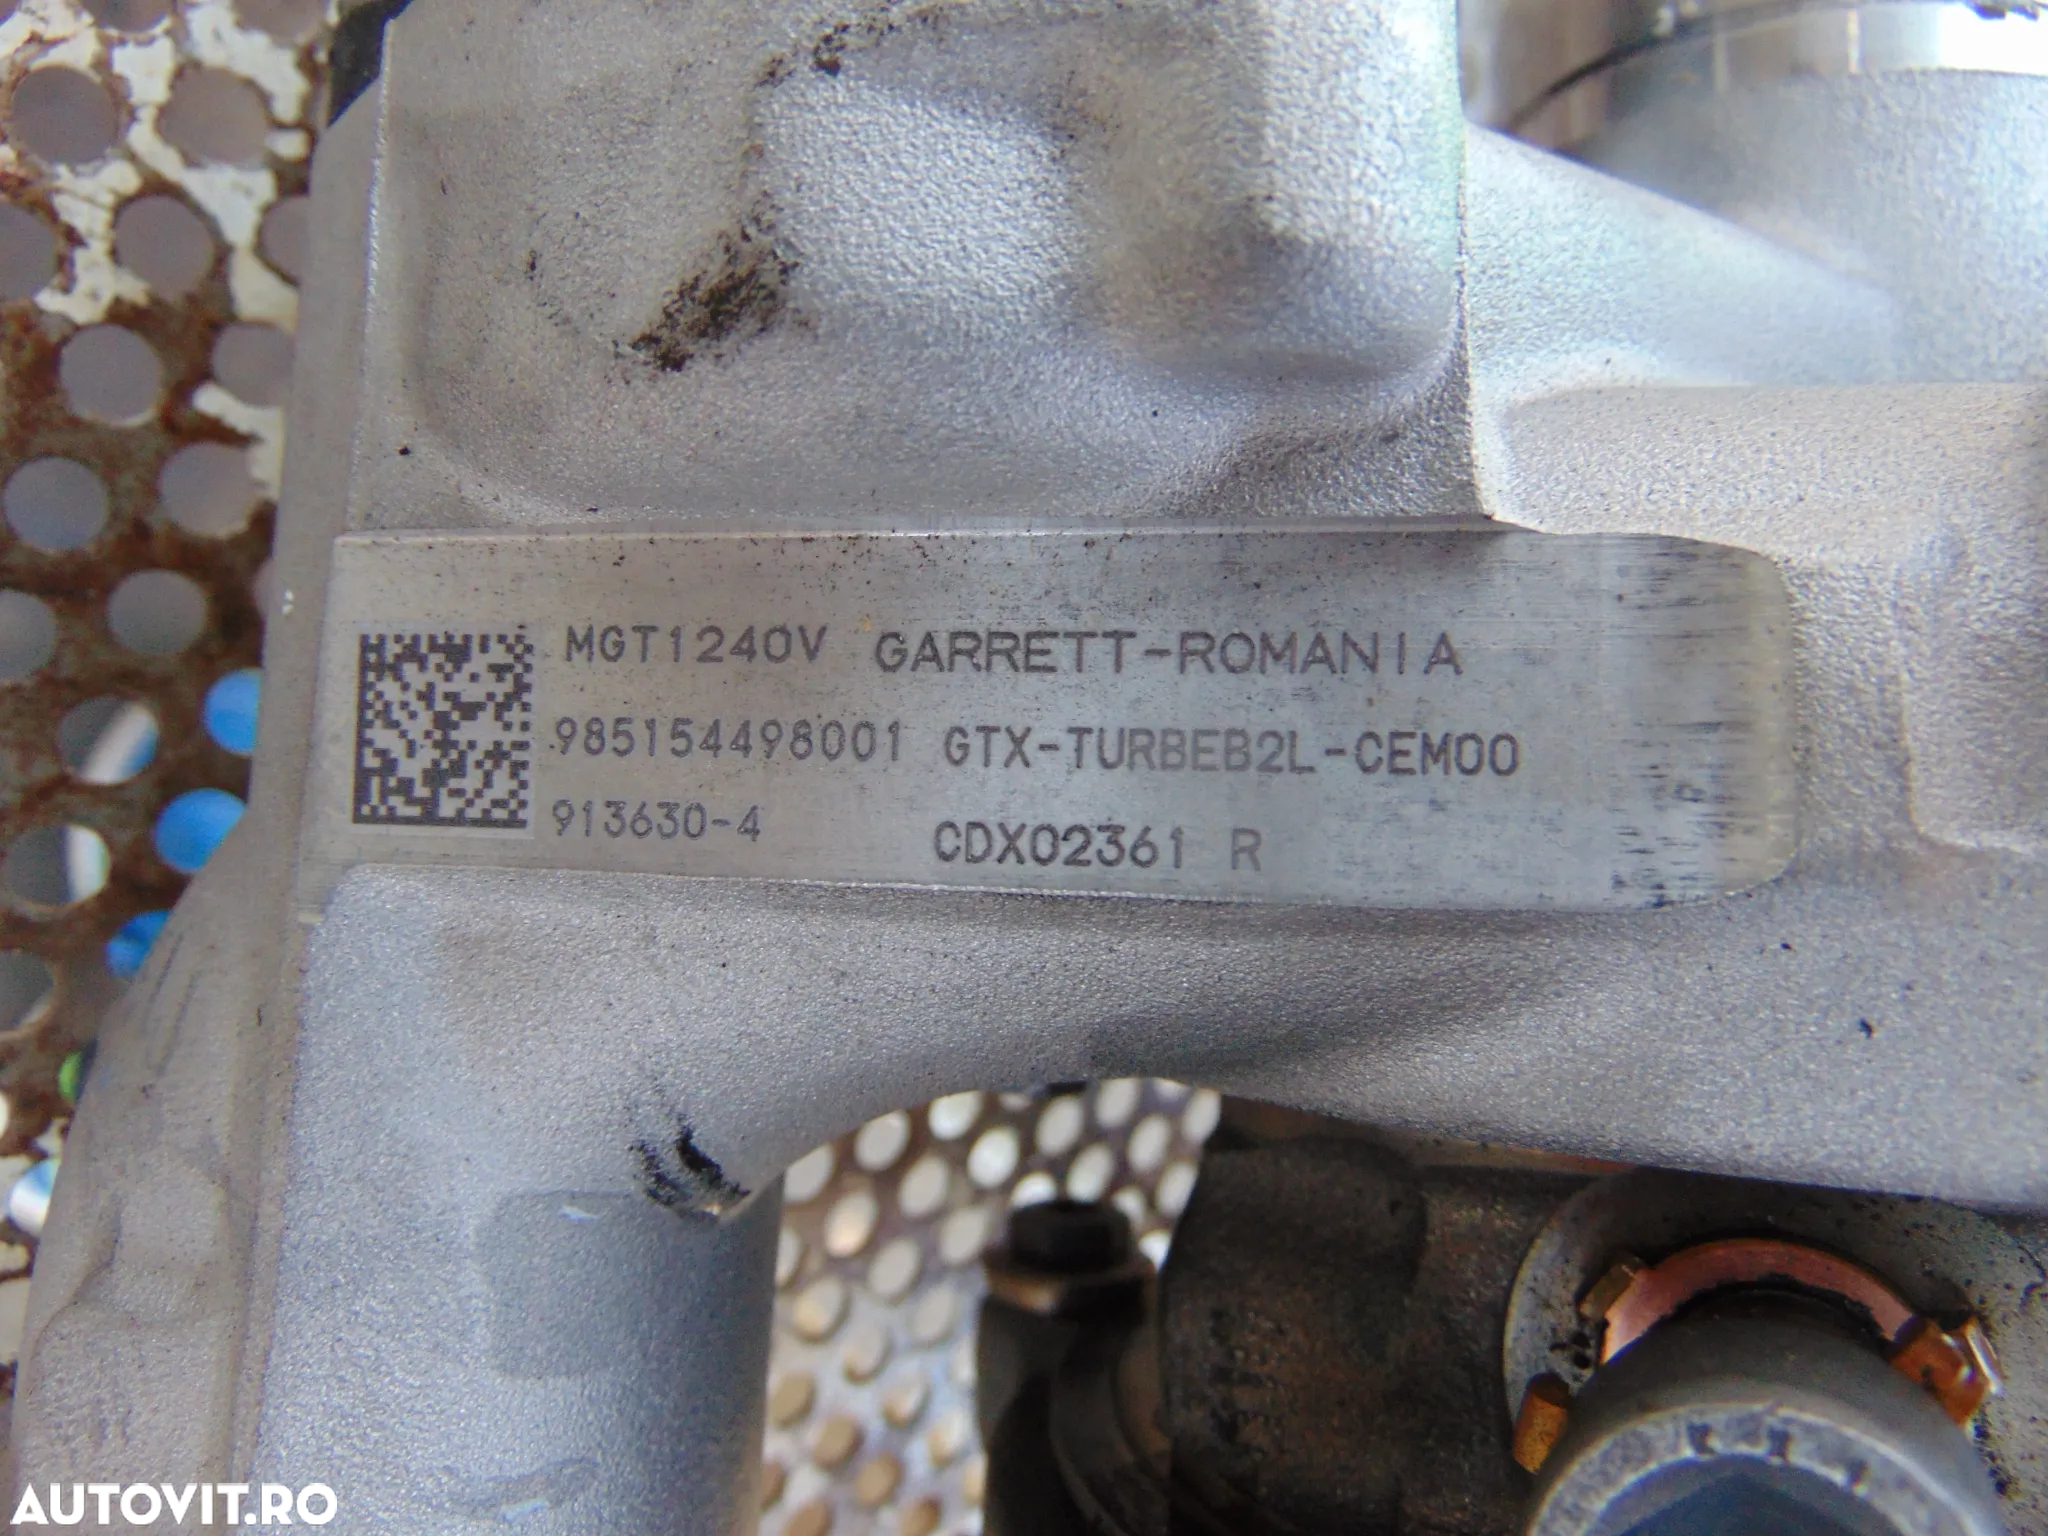 MGT1240V GARRETT-ROMANIA
985154498001 GTX-TURBEB2L-CEM00
913630-4 CDX02361 R
AUTOVIT.RO